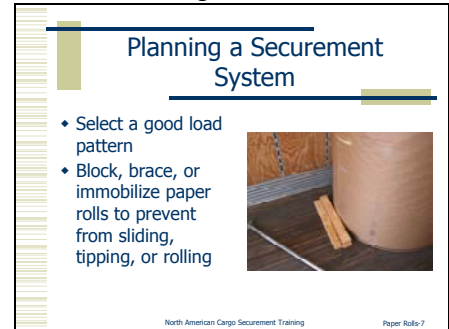 Planning a Securement
System
Select a good load
pattern
Block, brace, or
immobilize paper
rolls to prevent
from sliding,
tipping, or rolling
North American Cargo Securement Training
Paper Rolls-7